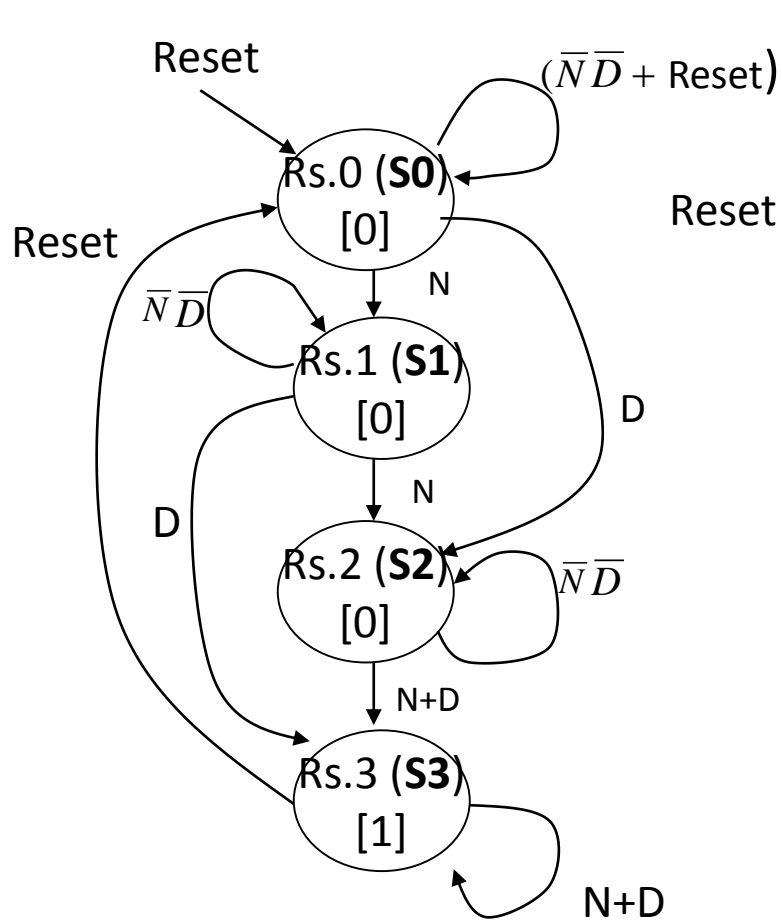 Reset
(N̅ D̅ + Reset)
Rs.0 (S0)
[0]
Reset
Reset
N
N̅ D̅
Rs.1 (S1)
[0]
D
N
D
Rs.2 (S2)
[0]
N̅ D̅
N+D
Rs.3 (S3)
[1]
N+D